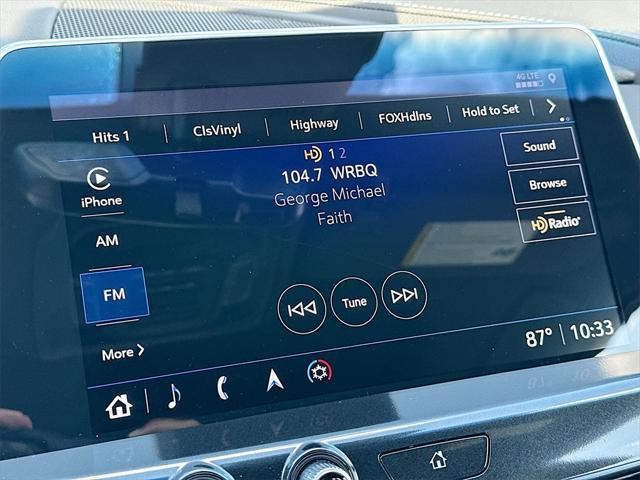 4G LTE
Hits 1 ClsVinyl Highway FOXHdlns Hold to Set
HD 1 2
104.7 WRBQ
George Michael
Faith
iPhone
AM
FM
More
Sound
Browse
HD Radio
Tune
87° 10:33